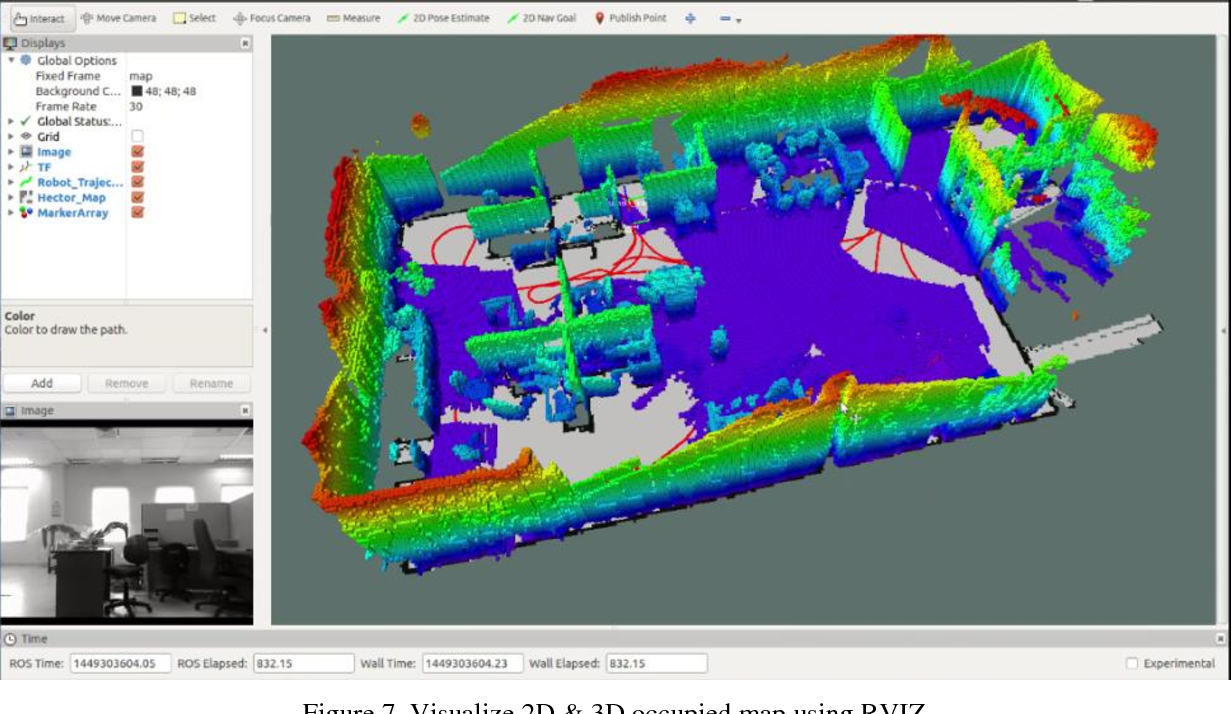 Interact Move Camera Select Focus Camera Measure 2D Pose Estimate 2D Nav Goal Publish Point
Displays
Global Options
Fixed Frame map
Background C... 48; 48; 48
Frame Rate 30
Global Status:...
Grid
Image
TF
Robot_Trajec...
Hector_Map
MarkerArray
Color
Color to draw the path.
Add Remove Rename
Image
Time
ROS Time: 1449303604.05 ROS Elapsed: 832.15 Wall Time: 1449303604.23 Wall Elapsed: 832.15 Experimental
Figure 7. Visualize 2D & 3D occupied map using RVIZ